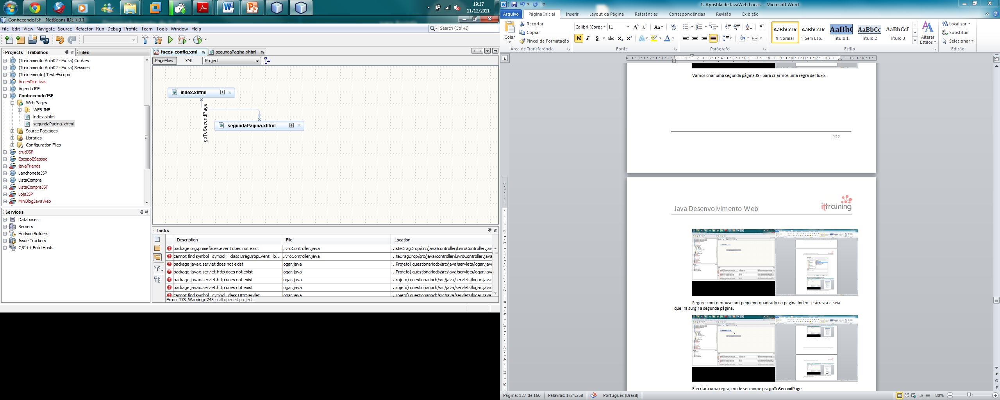 19:17
11/12/2011
ConhecendoJSF - NetBeans IDE 7.0.1
File Edit View Navigate Source Refactor Run Debug Profile Team Tools Window Help
Search (Ctrl+I)
Projects - Trabalhos
Files
(Treinamento Aula02 - Extra) Cookies
(Treinamento Aula02 - Extra) Sessoes
(Treinemento) TesteEscopo
AcoesDiretivas
AgendaJSF
ConhecendoJSF
Web Pages
WEB-INF
index.xhtml
segundaPagina.xhtml
Source Packages
Libraries
Configuration Files
crudJSF
EscopoESessao
javaFriends
LanchoneteJSP
ListaCompra
ListaCompraJSF
LojaJSP
MiniBlogJavaWeb
Services
Databases
Servers
Hudson Builders
Issue Trackers
C/C++ Build Hosts
faces-config.xml
segundaPagina.xhtml
PageFlow
XML
Project
index.xhtml
goToSecondPage
segundaPagina.xhtml
Tasks
Description File Location
package org.primefaces.event does not exist LivroController.java ...steDragDrop/src/java/controller/LivroController.jav
cannot find symbol symbol: class DragDropEvent lo... LivroController.java ...teDragDrop/src/java/controller/LivroController.java
package javax.servlet does not exist logar.java ...Projeto) questionariocb/src/java/servlets/logar.java
package javax.servlet.http does not exist logar.java ...Projeto) questionariocb/src/java/servlets/logar.java
package javax.servlet.http does not exist logar.java ...rojeto) questionariocb/src/java/servlets/logar.java
package javax.servlet.http does not exist logar.java ...rojeto) questionariocb/src/java/servlets/logar.java
cannot find symbol symbol: class HttpServlet logar.java ...rojeto) questionariocb/src/java/servlets/logar.java
Error: 178 Warning: 745 in all opened projects
1. Apostila de JavaWeb Lucas - Microsoft Word
Arquivo Página Inicial Inserir Layout da Página Referências Correspondências Revisão Exibição
Colar
Recortar
Copiar
Pincel de Formatação
Área de Transferência
Calibri (Corpo 11
Fonte
Parágrafo
AaBbCcDc AaBbCcDc AaBbC AaBbCc AaBbCcI
¶ Normal ¶ Sem Esp... Título 1 Título 2 Título 3
Alterar Estilos
Estilo
Localizar
Substituir
Selecionar
Edição
Vamos criar uma segunda página JSF para criarmos uma regra de fluxo.
122
Java Desenvolvimento Web
ittraining
Segure com o mouse um pequeno quadradp na pagina index...e arrasta a seta
que ira surgir a segunda página.
Elecriará uma regra, mude seu nome pra goToSecondPage
Página: 127 de 160 Palavras: 1/24.258 Português (Brasil) 80%